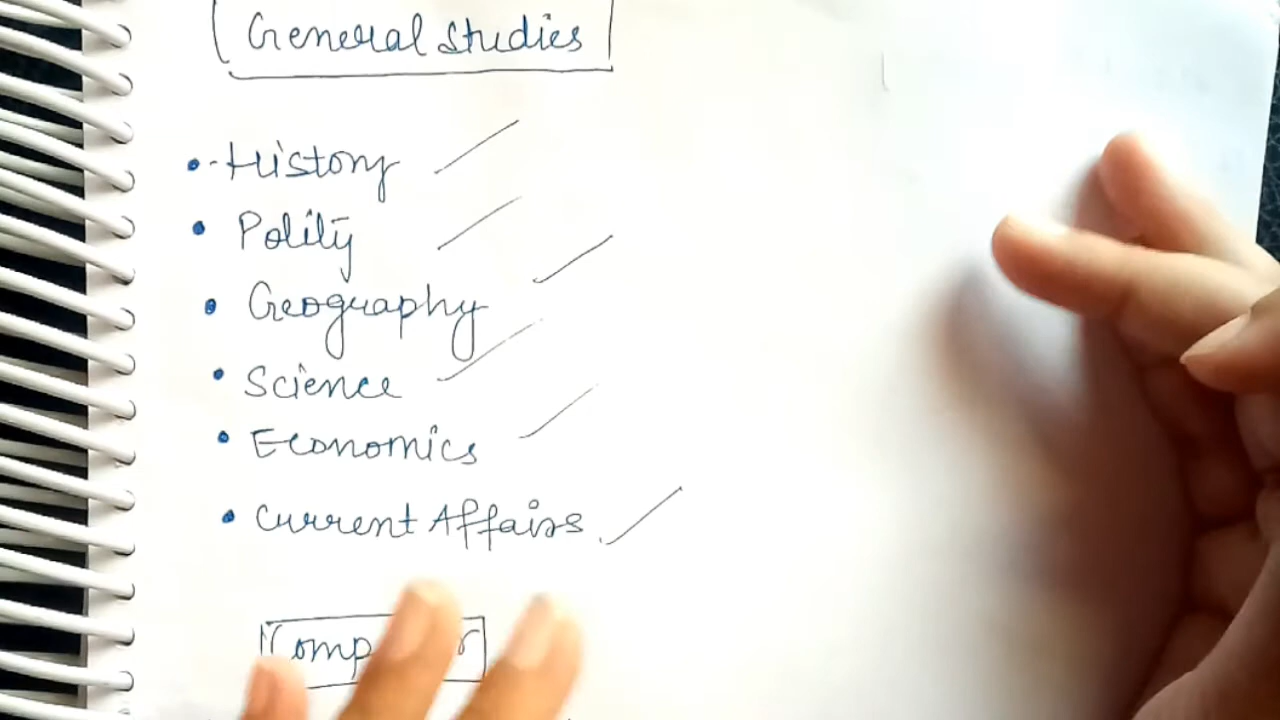 General Studies
History
Polity
Geography
Science
Economics
Current Affairs.